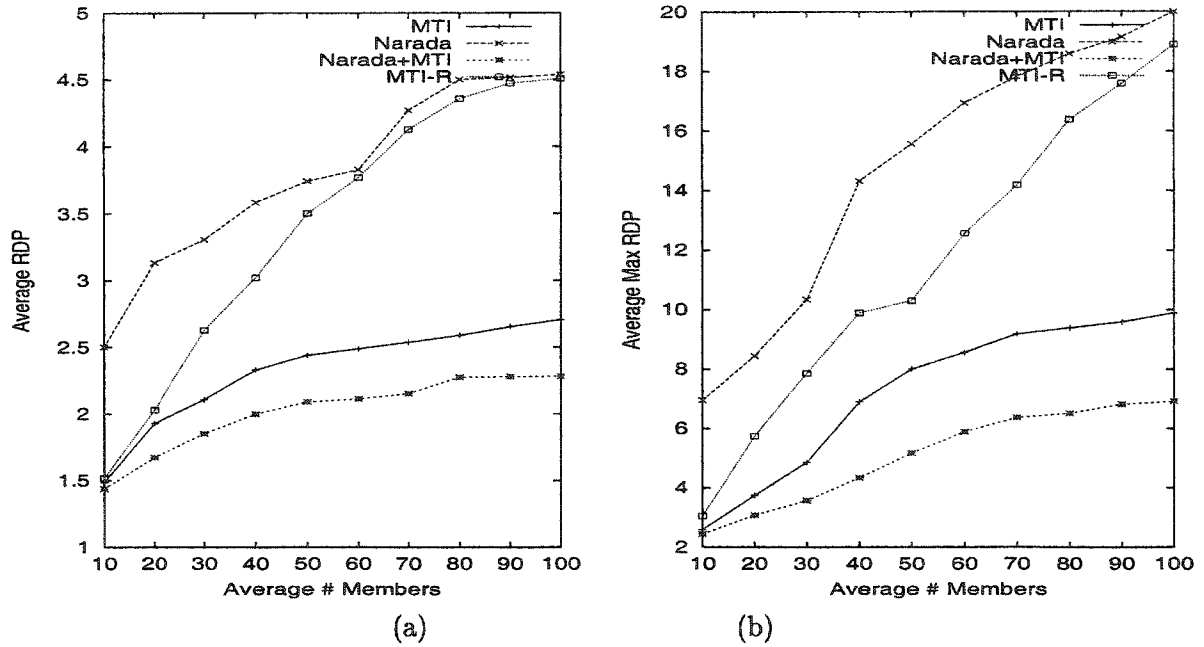 5
4.5
4
3.5
3
2.5
2
1.5
1
Average RDP
MTI
Narada
Narada+MTI
MTI-R
10 20 30 40 50 60 70 80 90 100
Average # Members
(a)
20
18
16
14
12
10
8
6
4
2
Average Max RDP
MTI
Narada
Narada+MTI
MTI-R
10 20 30 40 50 60 70 80 90 100
Average # Members
(b)